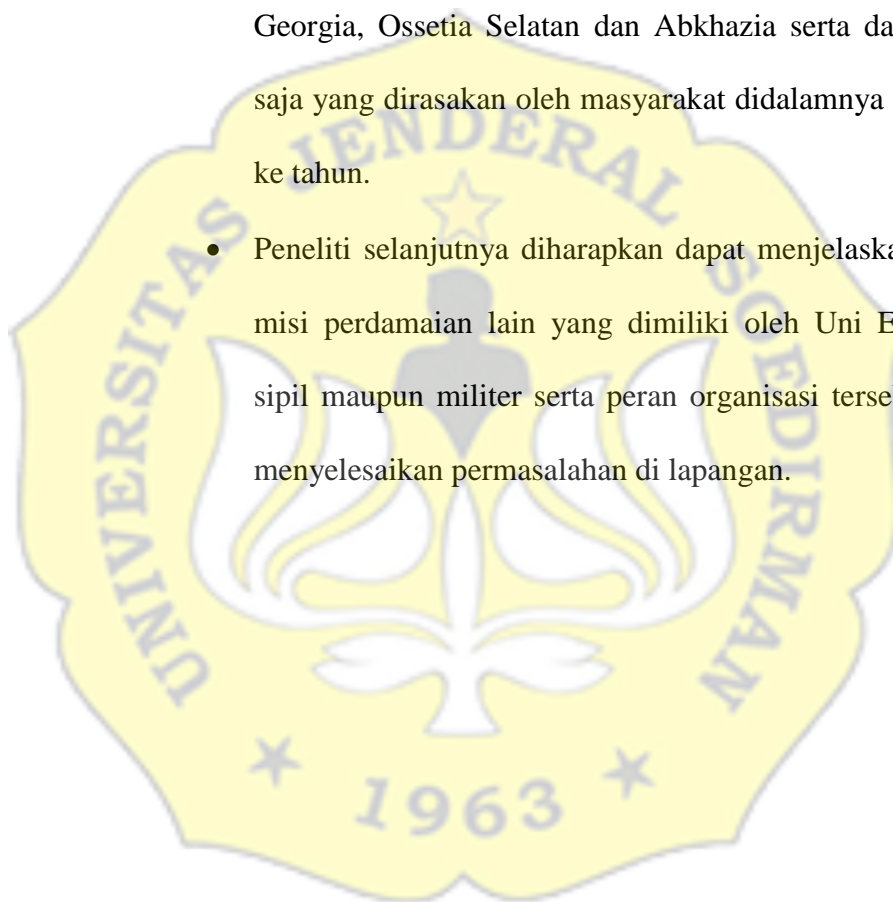 Georgia, Ossetia Selatan dan Abkhazia serta da
saja yang dirasakan oleh masyarakat didalamnya
ke tahun.
• Peneliti selanjutnya diharapkan dapat menjelaska
misi perdamaian lain yang dimiliki oleh Uni E
sipil maupun militer serta peran organisasi terse
menyelesaikan permasalahan di lapangan.
UNIVERSITAS JENDERAL SOEDIRMAN
1963